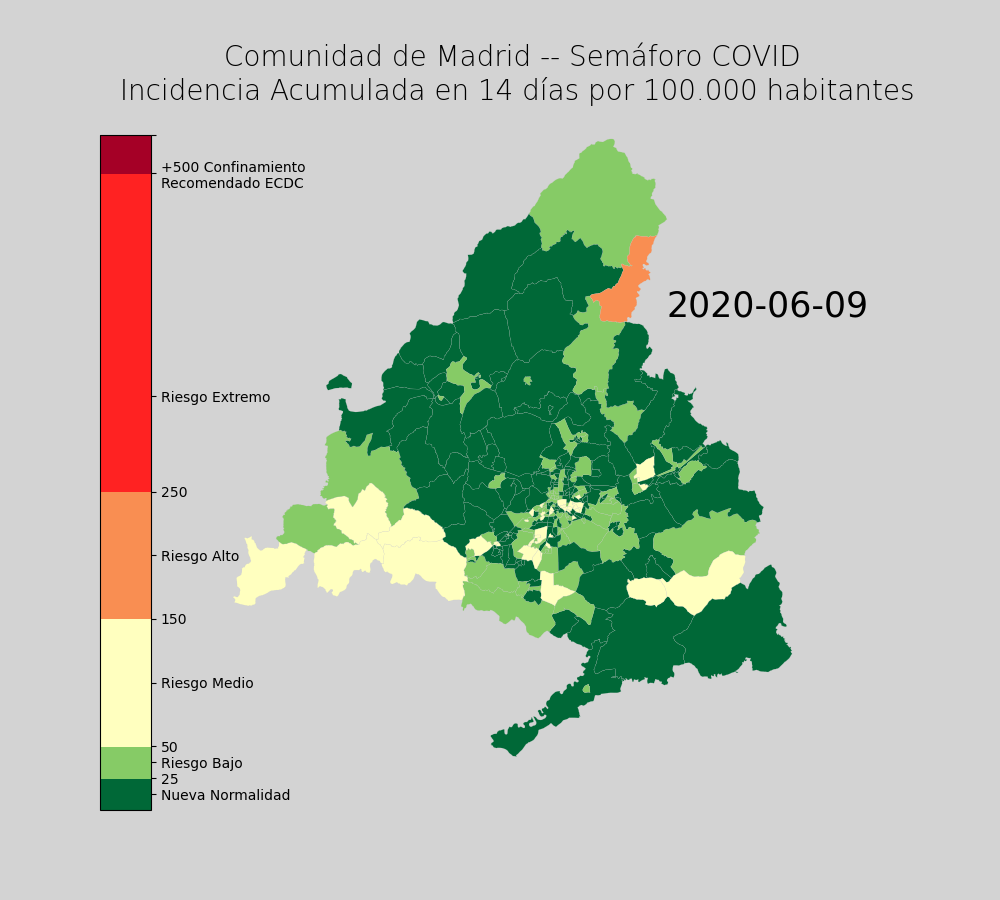 Comunidad de Madrid -- Semáforo COVID
Incidencia Acumulada en 14 días por 100.000 habitantes
+500 Confinamiento
Recomendado ECDC
2020-06-09
Riesgo Extremo
250
Riesgo Alto
150
Riesgo Medio
50
Riesgo Bajo
25
Nueva Normalidad